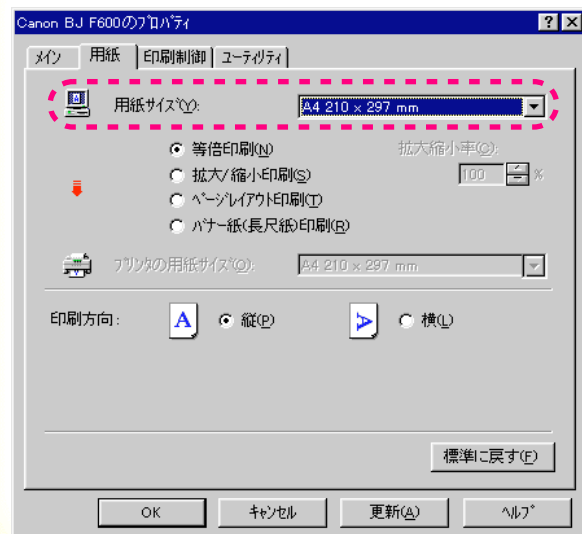 Canon BJ F600のﾌﾟﾛﾊﾟﾃｨ
ﾒｲﾝ 用紙 印刷制御 ﾕｰﾃｨﾘﾃｨ
用紙ｻｲｽﾞ(Y): A4 210 x 297 mm
等倍印刷(N) 拡大縮小率(C):
拡大/縮小印刷(S) 100 %
ﾍﾟｰｼﾞﾚｲｱｳﾄ印刷(T)
ﾊﾞﾅｰ紙(長尺紙)印刷(R)
ﾌﾟﾘﾝﾀの用紙ｻｲｽﾞ(O): A4 210 x 297 mm
印刷方向: A 縦(P) A 横(L)
標準に戻す(F)
OK ｷｬﾝｾﾙ 更新(A) ﾍﾙﾌﾟ